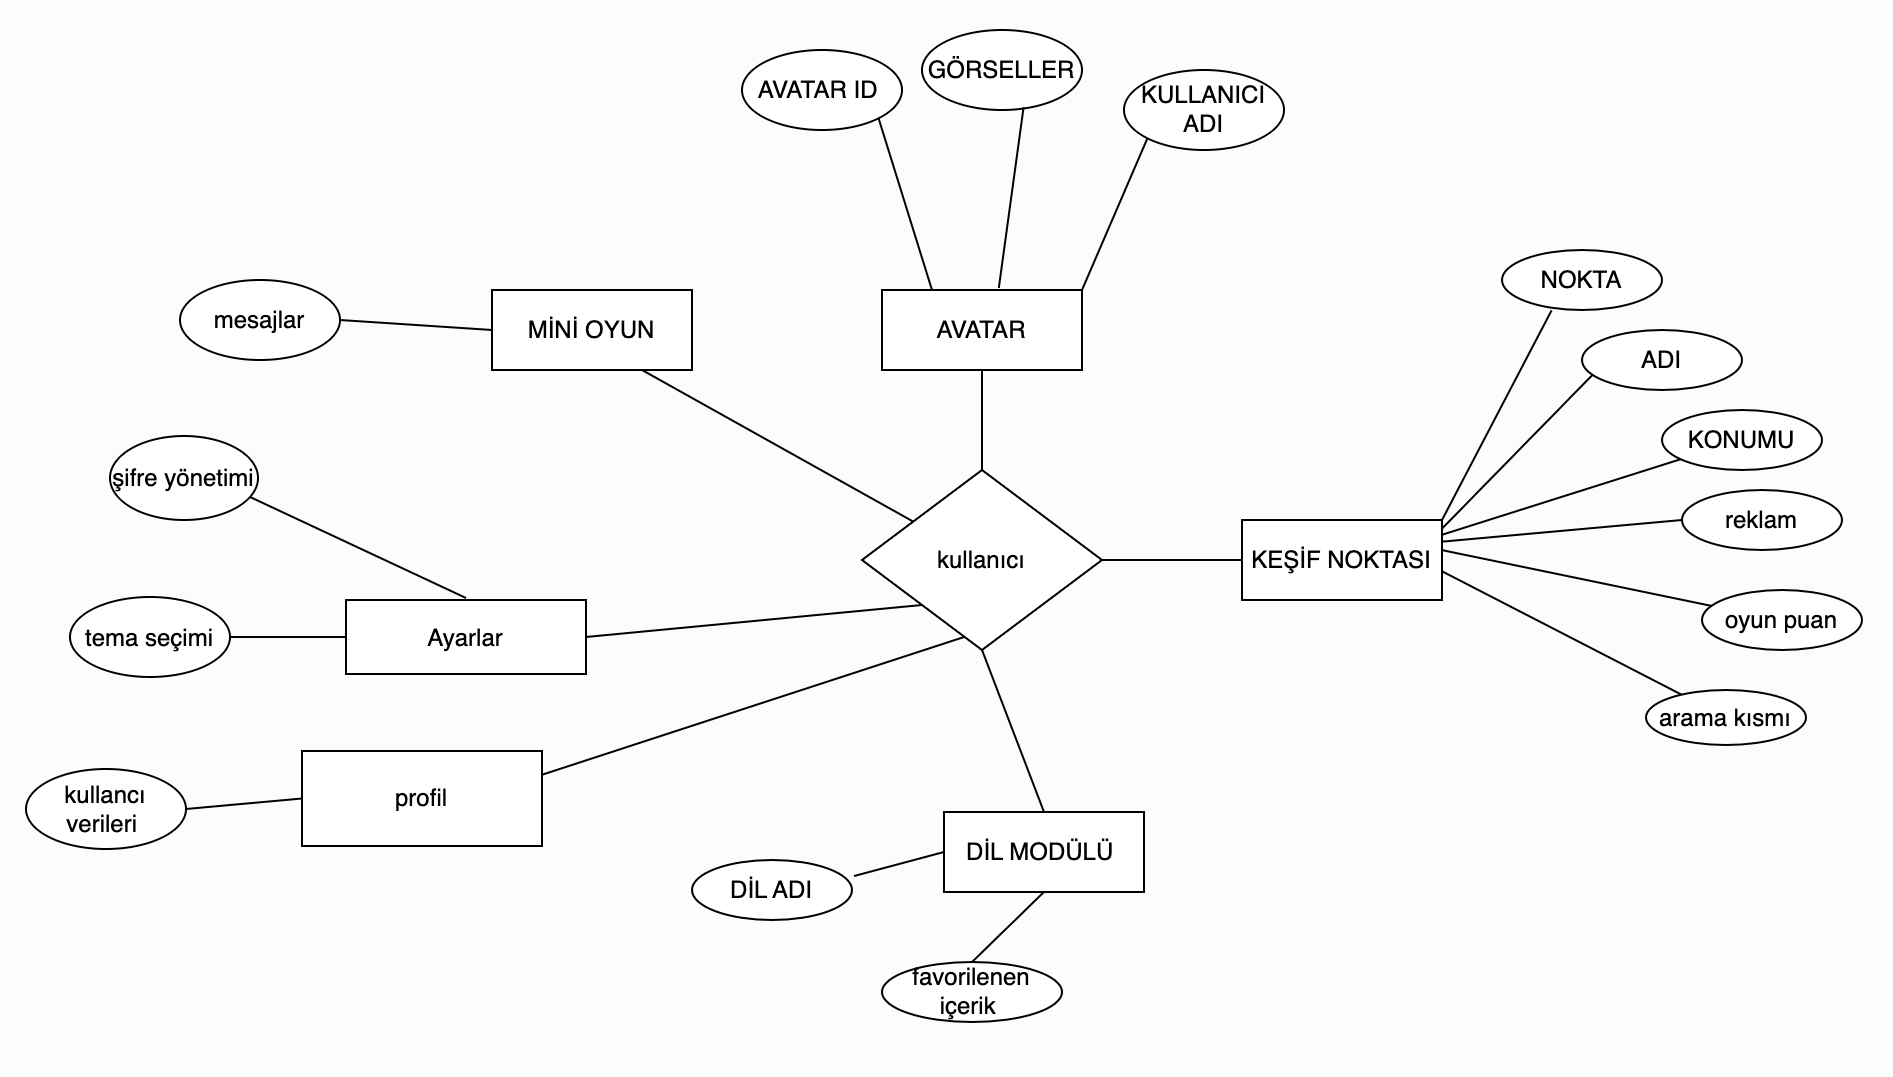 GÖRSELLER
AVATAR ID
KULLANICI
ADI
NOKTA
mesajlar
MİNİ OYUN
AVATAR
ADI
KONUMU
şifre yönetimi
reklam
kullanıcı
KEŞİF NOKTASI
tema seçimi
Ayarlar
oyun puan
arama kısmı
kullancı
verileri
profil
DİL MODÜLÜ
DİL ADI
favorilenen
içerik